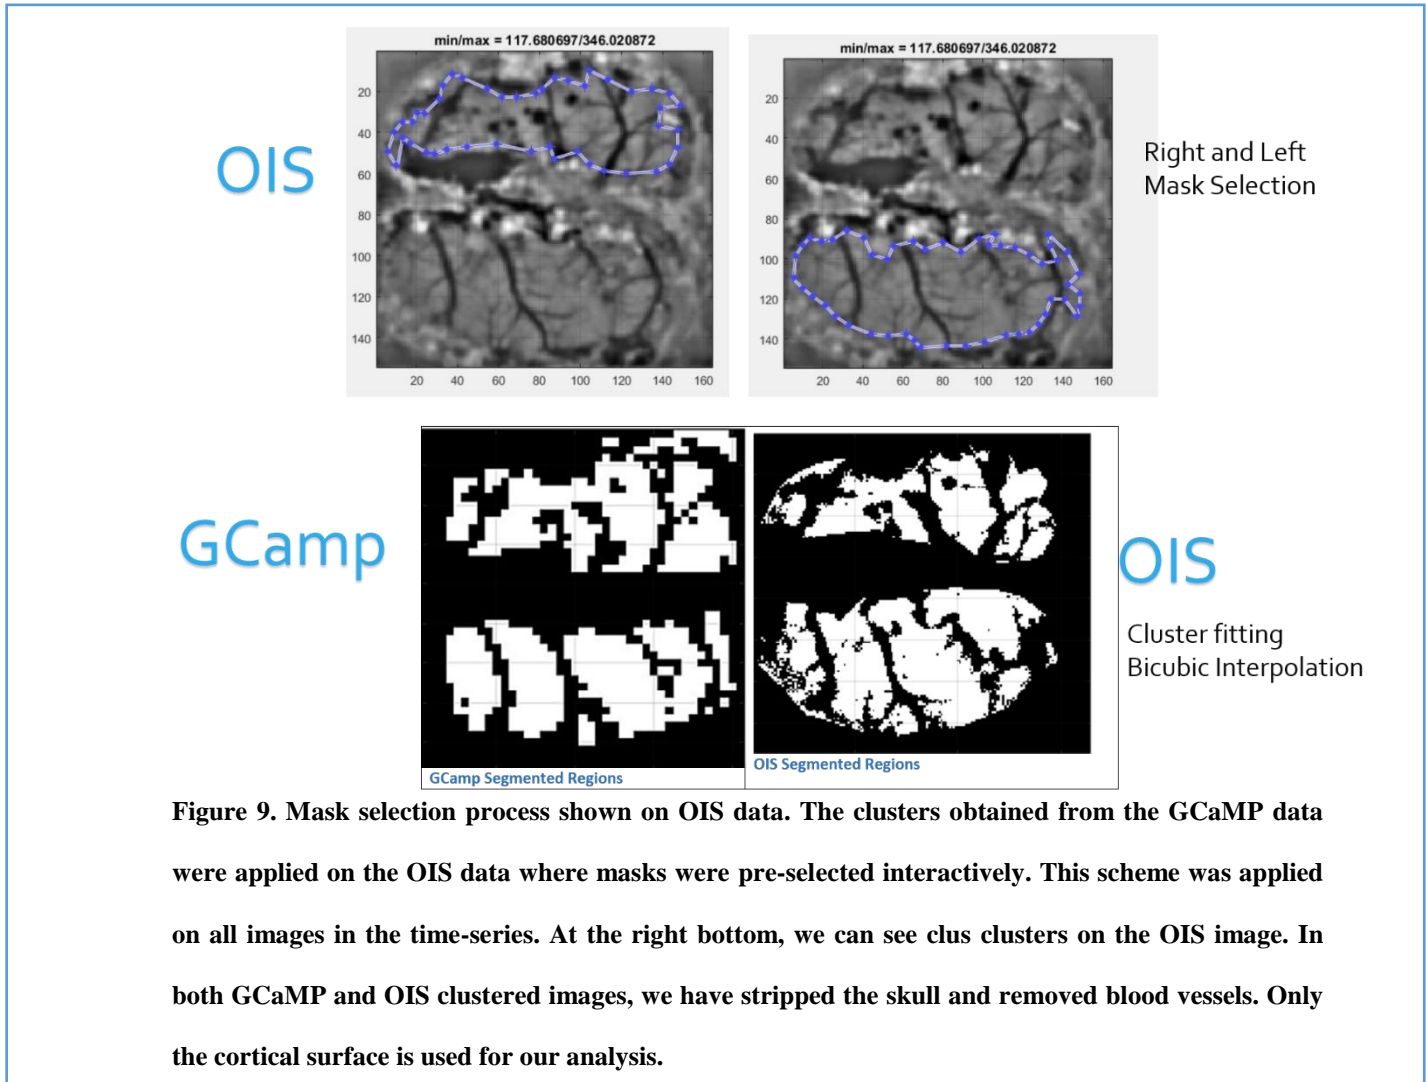 min/max = 117.680697/346.020872
20
40
60
80
100
120
140
20 40 60 80 100 120 140 160
OIS
min/max = 117.680697/346.020872
20
40
60
80
100
120
140
20 40 60 80 100 120 140 160
Right and Left
Mask Selection
GCamp
GCamp Segmented Regions
OIS Segmented Regions
OIS
Cluster fitting
Bicubic Interpolation
Figure 9. Mask selection process shown on OIS data. The clusters obtained from the GCaMP data
were applied on the OIS data where masks were pre-selected interactively. This scheme was applied
on all images in the time-series. At the right bottom, we can see clus clusters on the OIS image. In
both GCaMP and OIS clustered images, we have stripped the skull and removed blood vessels. Only
the cortical surface is used for our analysis.